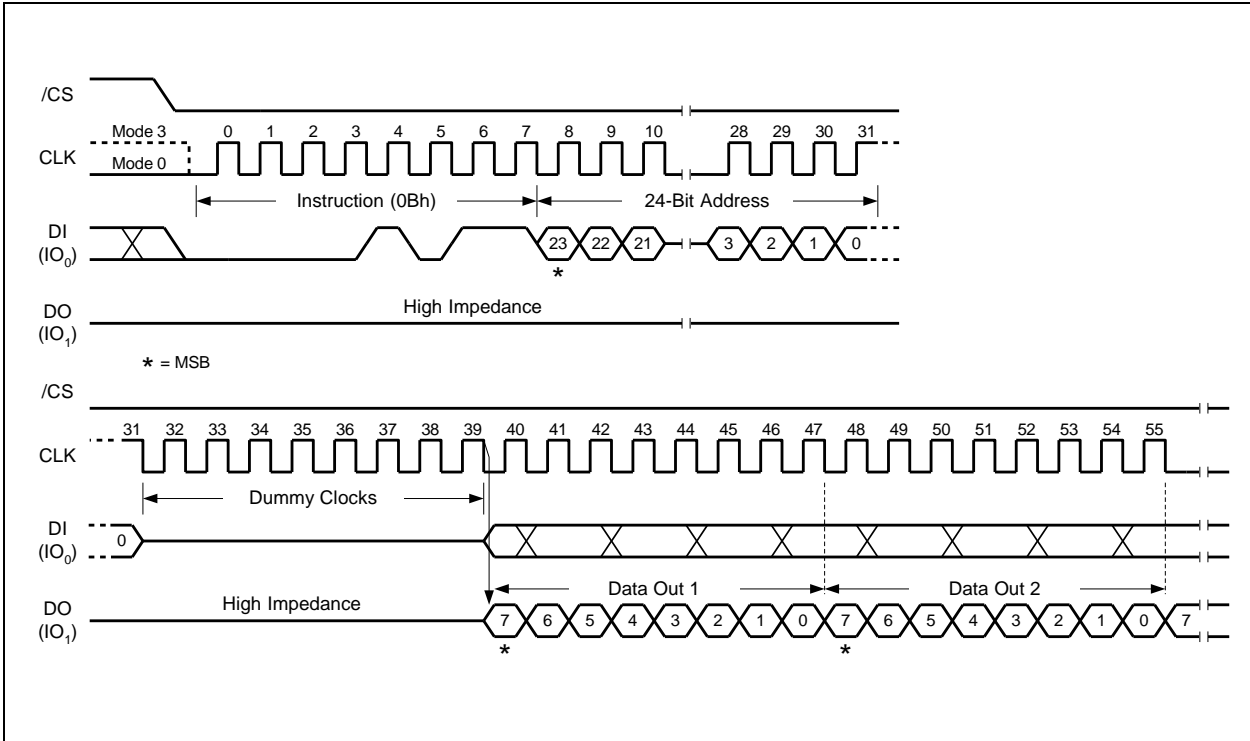 /CS
Mode 3 0 1 2 3 4 5 6 7 8 9 10 28 29 30 31
CLK
Mode 0
Instruction (0Bh) 24-Bit Address
DI
(IO0) 23 22 21 3 2 1 0
*
High Impedance
DO
(IO1)
* = MSB
/CS
31 32 33 34 35 36 37 38 39 40 41 42 43 44 45 46 47 48 49 50 51 52 53 54 55
CLK
Dummy Clocks
DI
(IO0) 0
Data Out 1 Data Out 2
High Impedance
DO
(IO1) 7 6 5 4 3 2 1 0 7 6 5 4 3 2 1 0 7
* *